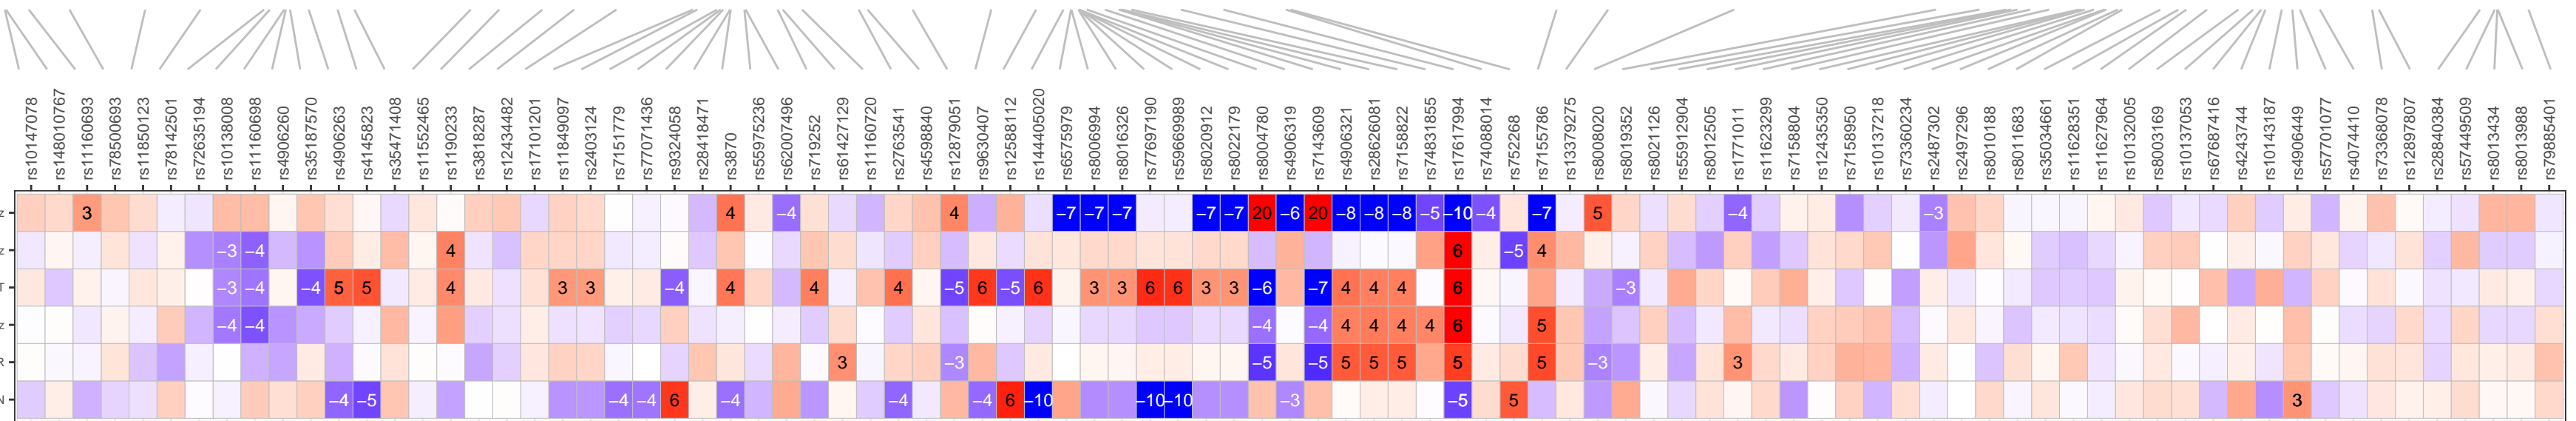 rs10147078
rs148010767
rs11160693
rs78500693
rs11850123
rs78142501
rs72635194
rs10138008
rs11160698
rs4906260
rs35187570
rs4906263
rs4145823
rs35471408
rs11552465
rs1190233
rs3818287
rs12434482
rs17101201
rs11849097
rs2403124
rs7151779
rs77071436
rs9324058
rs28418471
rs3870
rs55975236
rs62007496
rs719252
rs61427129
rs11160720
rs2763541
rs4598840
rs12879051
rs9630407
rs12588112
rs144405020
rs6575979
rs8006994
rs8016326
rs77697190
rs59669989
rs8020912
rs8022179
rs8004780
rs4906319
rs7143609
rs4906321
rs28626081
rs7158822
rs74831855
rs17617994
rs74088014
rs752268
rs7155786
rs13379275
rs8008020
rs8019352
rs8021126
rs55912904
rs8012505
rs1771011
rs11623299
rs7158804
rs12435350
rs7158950
rs10137218
rs73360234
rs2487302
rs2497296
rs8010188
rs8011683
rs35034661
rs11628351
rs11627964
rs10132005
rs8003169
rs10137053
rs67687416
rs4243744
rs10143187
rs4906449
rs57701077
rs4074410
rs73368078
rs12897807
rs28840384
rs57449509
rs8013434
rs8013988
rs79885401
z 3 4 −4 4 −7 −7 −7 −7 −7 20 −6 20 −8 −8 −8 −5 −10 −4 −7 5 −4 −3
z −3 −4 4 6 −5 4
T −3 −4 −4 5 5 4 3 3 −4 4 4 4 −5 6 −5 6 3 3 6 6 3 3 −6 −7 4 4 4 6 −3
z −4 −4 −4 −4 4 4 4 4 6 5
R 3 −3 −5 −5 5 5 5 5 5 −3 3
N −4 −5 −4 −4 6 −4 −4 −4 6 −10 −10 −10 −3 −5 5 3